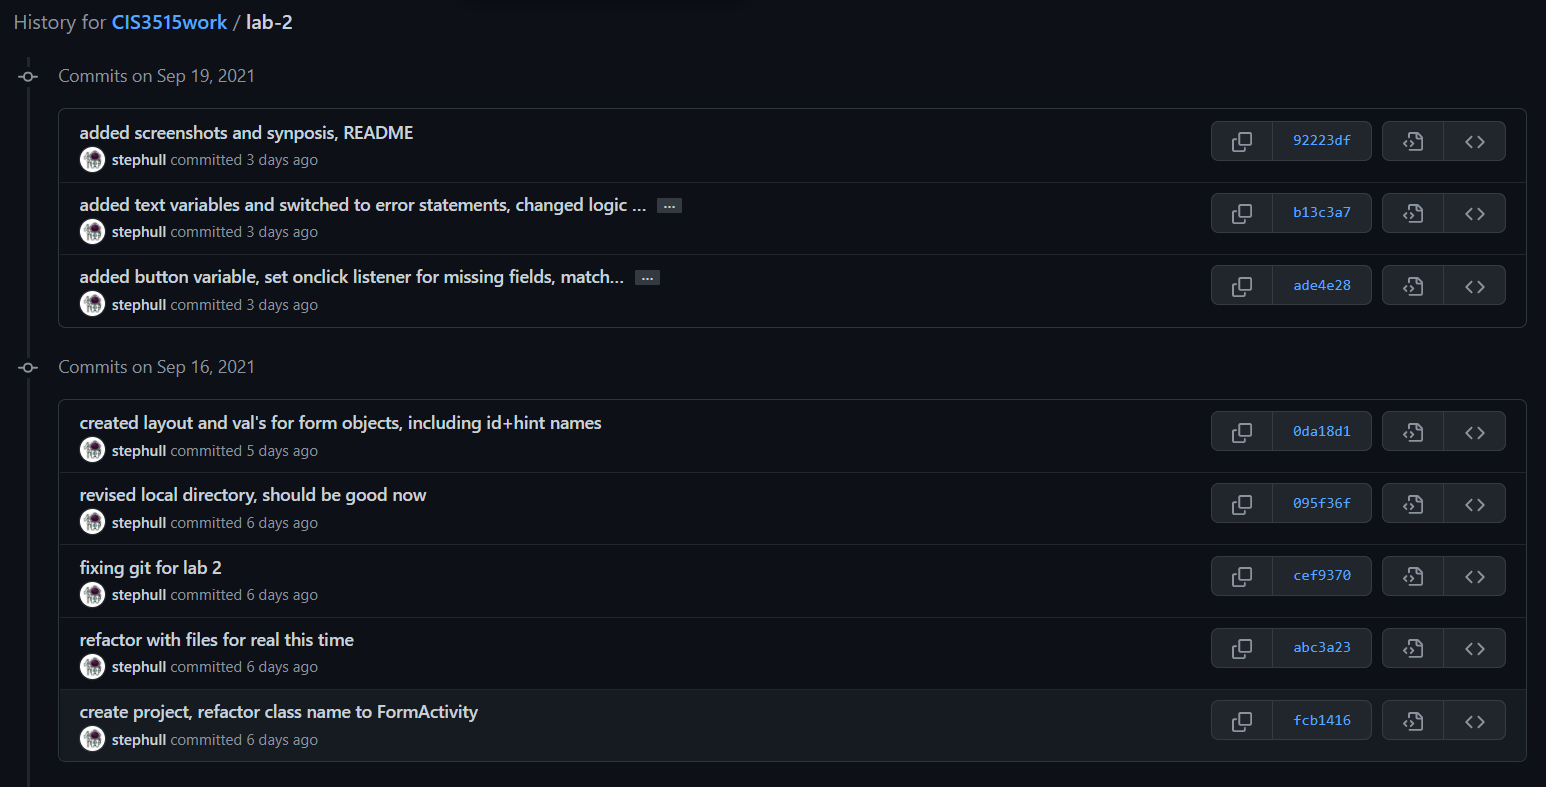 History for CIS3515work / lab-2
Commits on Sep 19, 2021
added screenshots and synposis, README
92223df
stephull committed 3 days ago
added text variables and switched to error statements, changed logic ... ...
b13c3a7
stephull committed 3 days ago
added button variable, set onclick listener for missing fields, match... ...
ade4e28
stephull committed 3 days ago
Commits on Sep 16, 2021
created layout and val's for form objects, including id+hint names
0da18d1
stephull committed 5 days ago
revised local directory, should be good now
095f36f
stephull committed 6 days ago
fixing git for lab 2
cef9370
stephull committed 6 days ago
refactor with files for real this time
abc3a23
stephull committed 6 days ago
create project, refactor class name to FormActivity
fcb1416
stephull committed 6 days ago